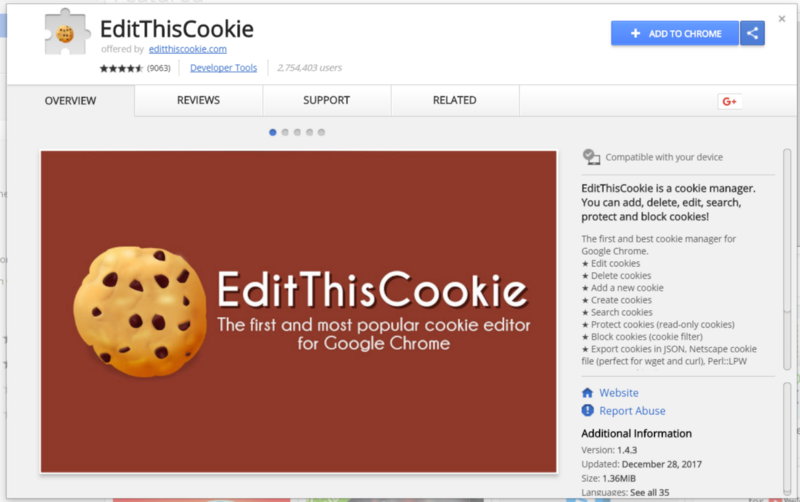 EditThisCookie
offered by editthiscookie.com
(9063) Developer Tools 2,754,403 users
ADD TO CHROME
OVERVIEW REVIEWS SUPPORT RELATED
G+
EditThisCookie
The first and most popular cookie editor
for Google Chrome
Compatible with your device
EditThisCookie is a cookie manager.
You can add, delete, edit, search,
protect and block cookies!
The first and best cookie manager for
Google Chrome.
★ Edit cookies
★ Delete cookies
★ Add a new cookie
★ Create cookies
★ Search cookies
★ Protect cookies (read-only cookies)
★ Block cookies (cookie filter)
★ Export cookies in JSON, Netscape cookie
file (perfect for wget and curl), Perl::LPW
Website
Report Abuse
Additional Information
Version: 1.4.3
Updated: December 28, 2017
Size: 1.36MiB
Languages: See all 35